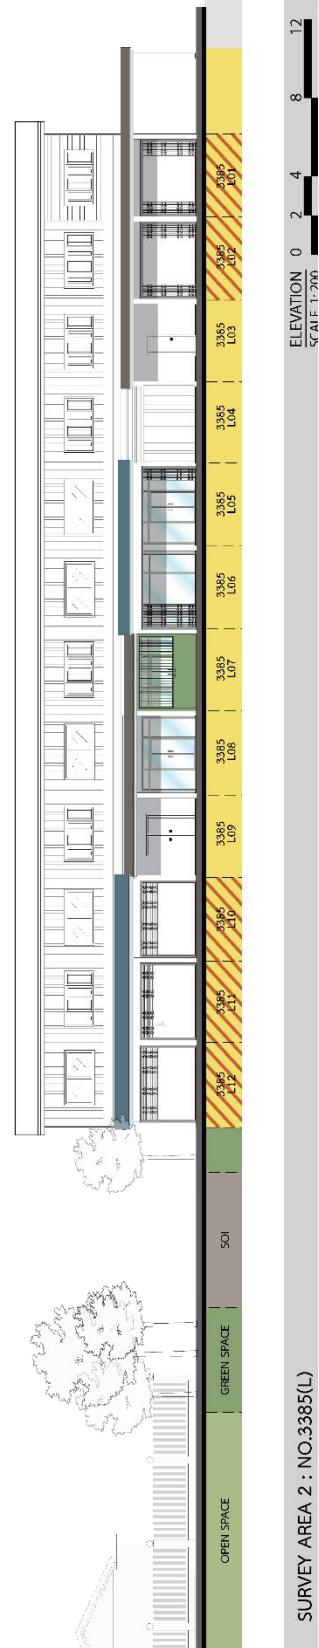 OPEN SPACE
GREEN SPACE
SOI
3385
L12
3385
L11
3385
L10
3385
L09
3385
L08
3385
L07
3385
L06
3385
L05
3385
L04
3385
L03
3385
L02
3385
L01
SURVEY AREA 2 : NO.3385(L)
ELEVATION 0 2 4 8 12
SCALE 1:200